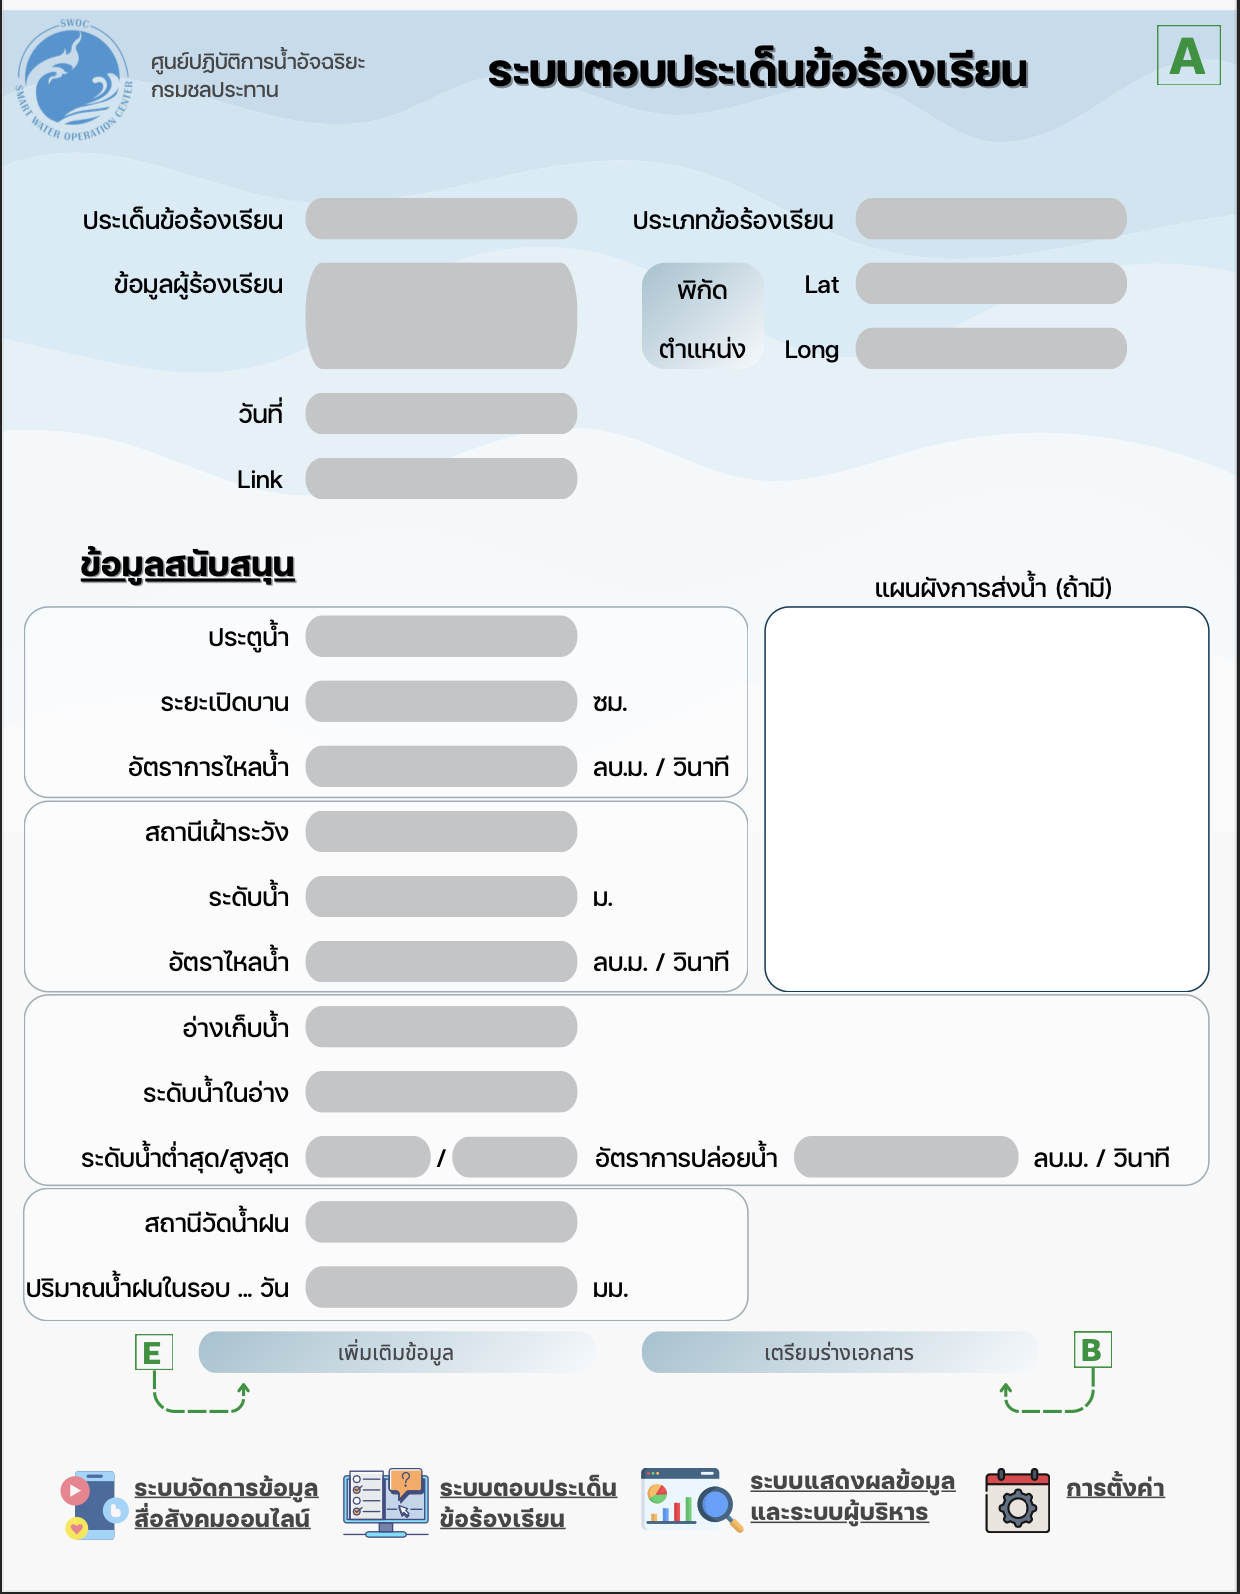 SWOC
SMART WATER OPERATION CENTER
ศูนย์ปฏิบัติการน้ำอัจฉริยะ
กรมชลประทาน
ระบบตอบประเด็นข้อร้องเรียน
A
ประเด็นข้อร้องเรียน
ประเภทข้อร้องเรียน
ข้อมูลผู้ร้องเรียน
พิกัด
ตำแหน่ง
Lat
Long
วันที่
Link
ข้อมูลสนับสนุน
แผนผังการส่งน้ำ (ถ้ามี)
ประตูน้ำ
ระยะเปิดบาน ซม.
อัตราการไหลน้ำ ลบ.ม. / วินาที
สถานีเฝ้าระวัง
ระดับน้ำ ม.
อัตราไหลน้ำ ลบ.ม. / วินาที
อ่างเก็บน้ำ
ระดับน้ำในอ่าง
ระดับน้ำต่ำสุด/สูงสุด / อัตราการปล่อยน้ำ ลบ.ม. / วินาที
สถานีวัดน้ำฝน
ปริมาณน้ำฝนในรอบ ... วัน มม.
E เพิ่มเติมข้อมูล เตรียมร่างเอกสาร B
ระบบจัดการข้อมูล
สื่อสังคมออนไลน์
?
ระบบตอบประเด็น
ข้อร้องเรียน
ระบบแสดงผลข้อมูล
และระบบผู้บริหาร
การตั้งค่า